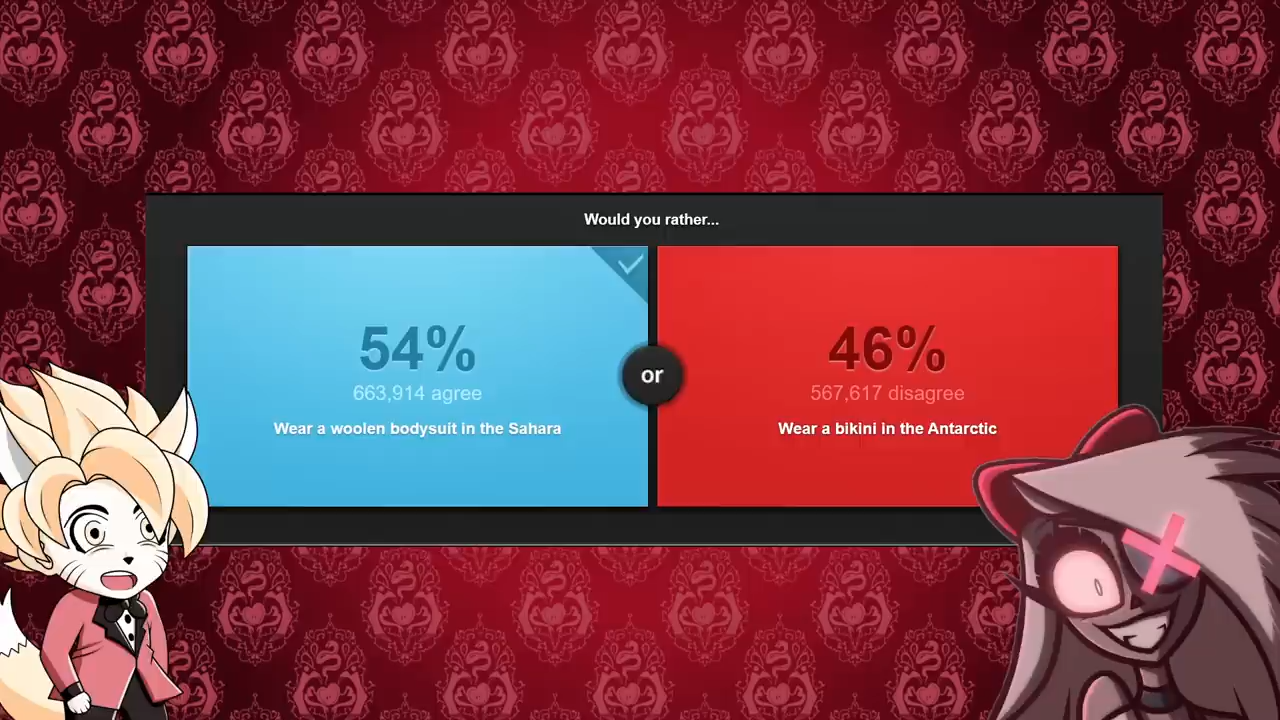 Would you rather...
54%
663,914 agree
Wear a woolen bodysuit in the Sahara
or
46%
567,617 disagree
Wear a bikini in the Antarctic